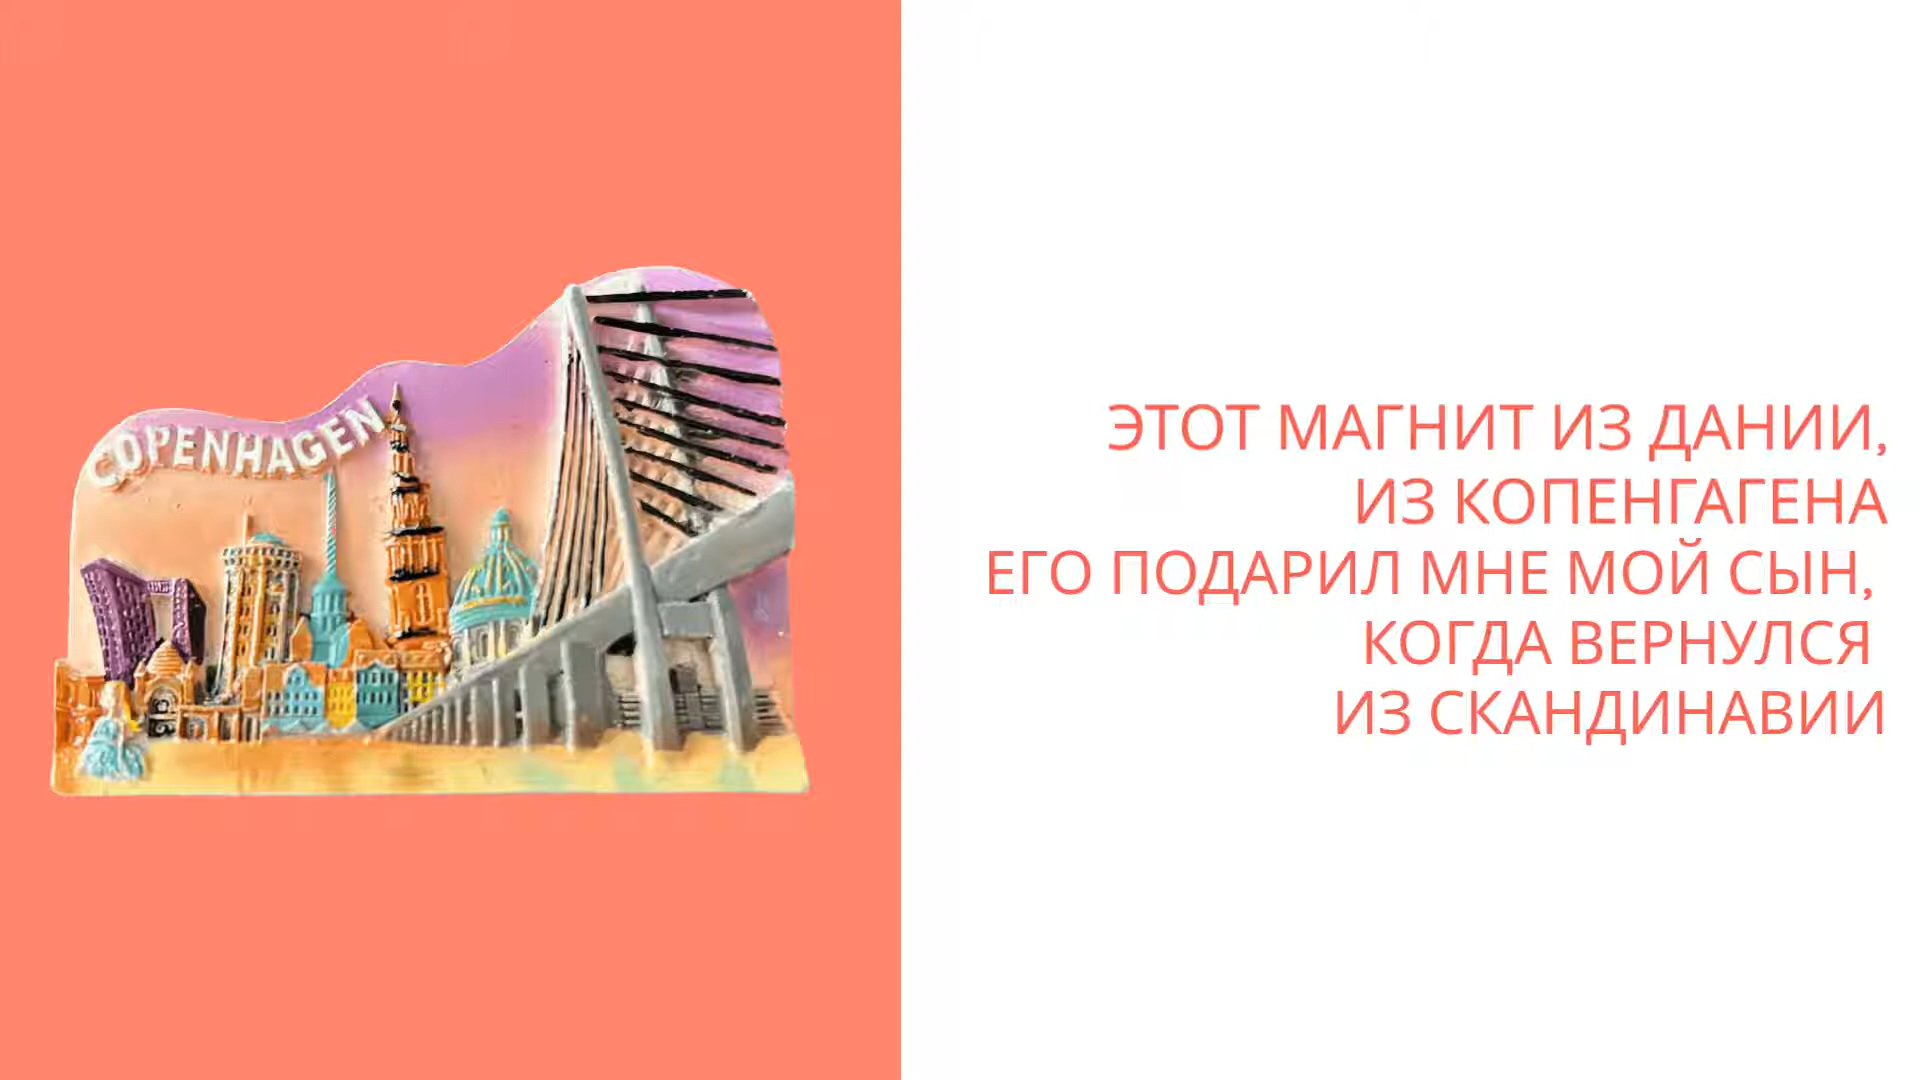 COPENHAGEN
ЭТОТ МАГНИТ ИЗ ДАНИИ,
ИЗ КОПЕНГАГЕНА
ЕГО ПОДАРИЛ МНЕ МОЙ СЫН,
КОГДА ВЕРНУЛСЯ
ИЗ СКАНДИНАВИИ